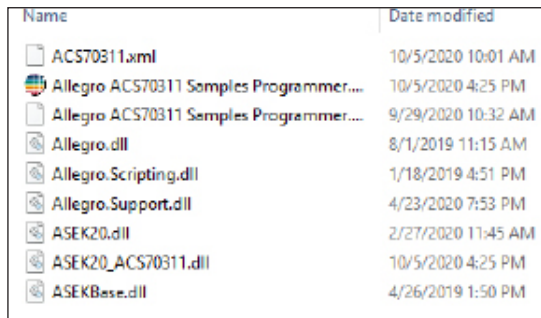 Name Date modified
ACS70311.xml 10/5/2020 10:01 AM
Allegro ACS70311 Samples Programmer.... 10/5/2020 4:25 PM
Allegro ACS70311 Samples Programmer.... 9/29/2020 10:32 AM
Allegro.dll 8/1/2019 11:15 AM
Allegro.Scripting.dll 1/18/2019 4:51 PM
Allegro.Support.dll 4/23/2020 7:53 PM
ASEK20.dll 2/27/2020 11:45 AM
ASEK20_ACS70311.dll 10/5/2020 4:25 PM
ASEKBase.dll 4/26/2019 1:50 PM